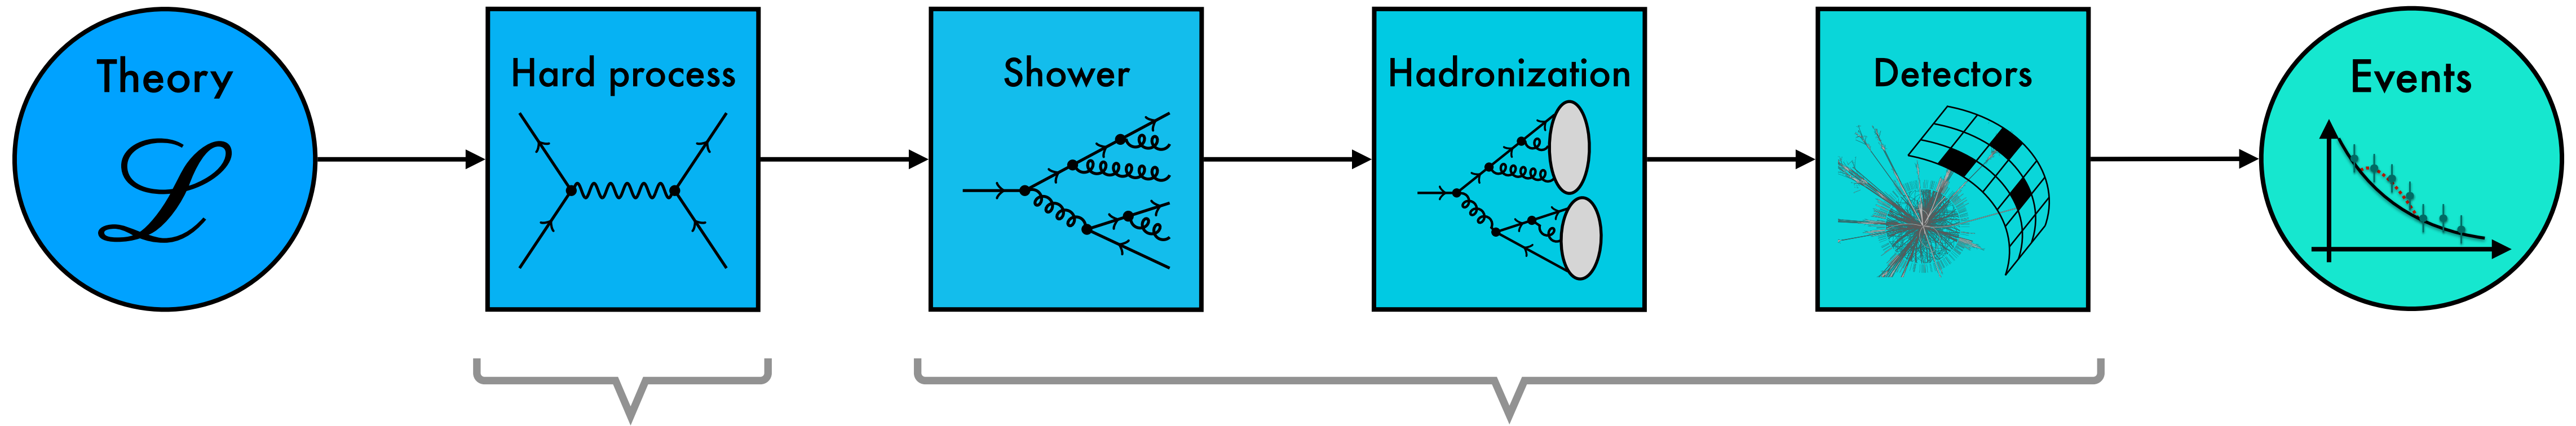 Theory
ℒ
Hard process
Shower
Hadronization
Detectors
Events